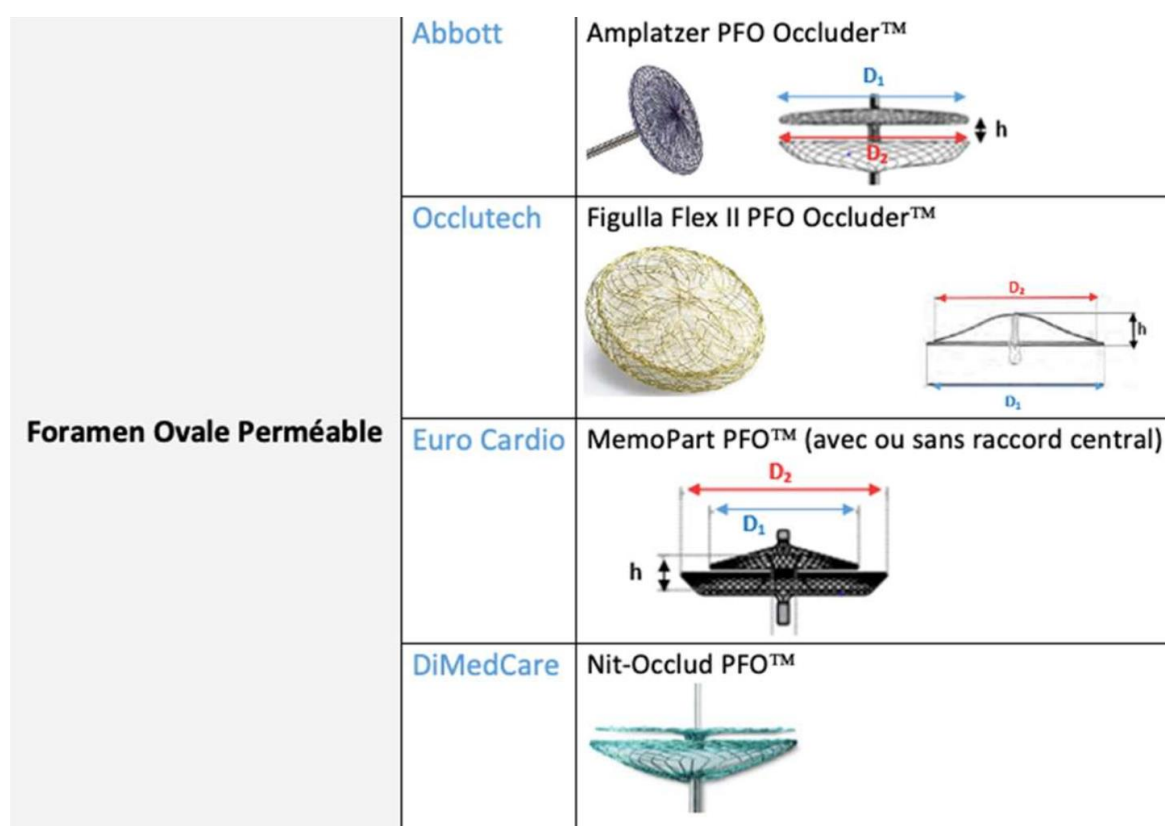 Foramen Ovale Perméable
Abbott
Amplatzer PFO Occluder™
D₁
h
D₂
Occlutech
Figulla Flex II PFO Occluder™
D₂
h
D₁
Euro Cardio
MemoPart PFO™ (avec ou sans raccord central)
D₂
D₁
h
DiMedCare
Nit-Occlud PFO™